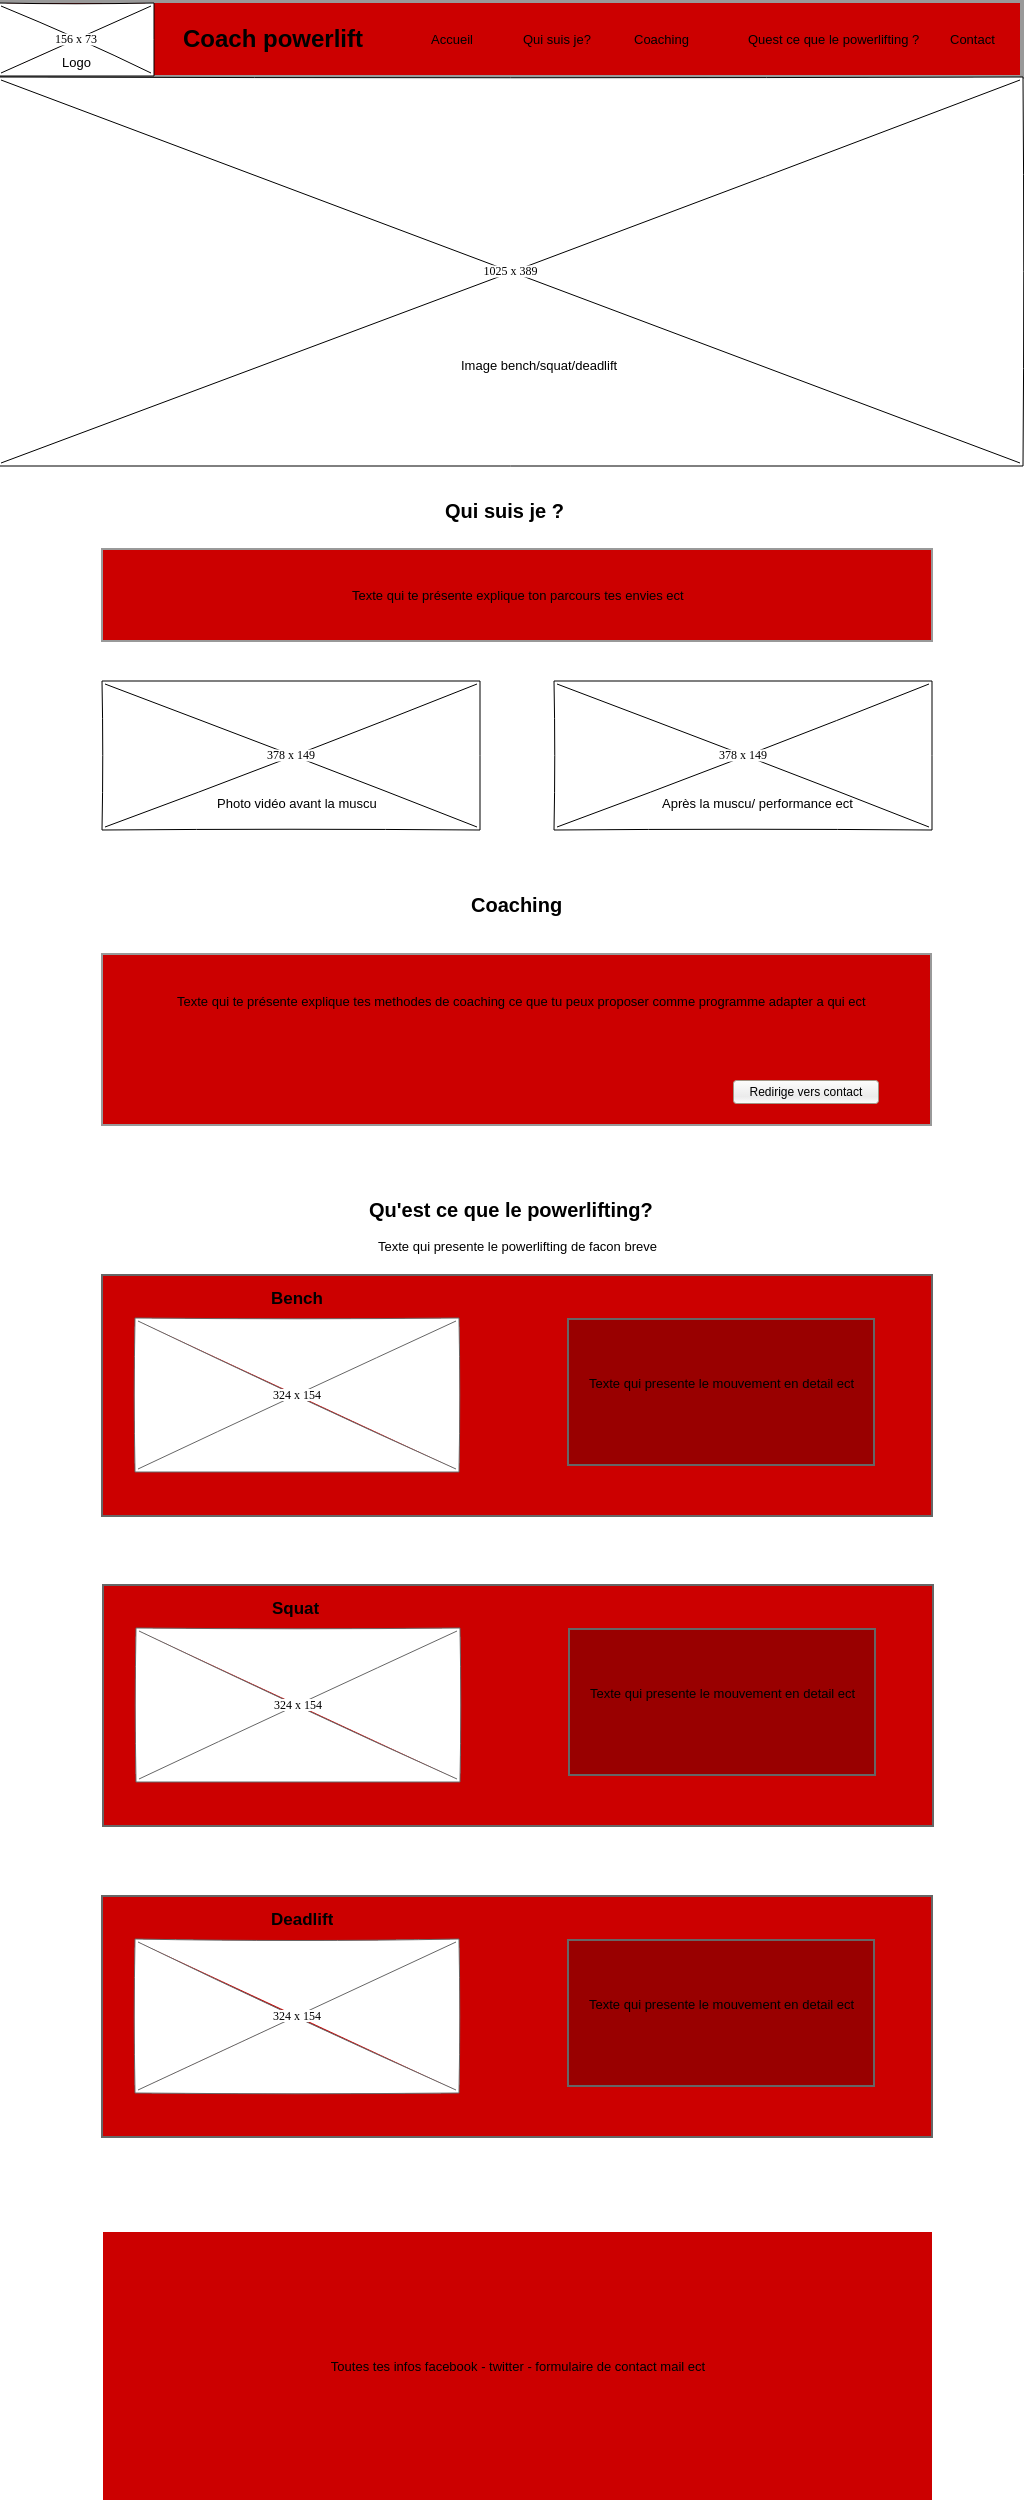 156 x 73
Logo
Coach powerlift
Accueil
Qui suis je?
Coaching
Quest ce que le powerlifting ?
Contact
1025 x 389
Image bench/squat/deadlift
Qui suis je ?
Texte qui te présente explique ton parcours tes envies ect
378 x 149
Photo vidéo avant la muscu
378 x 149
Après la muscu/ performance ect
Coaching
Texte qui te présente explique tes methodes de coaching ce que tu peux proposer comme programme adapter a qui ect
Redirige vers contact
Qu'est ce que le powerlifting?
Texte qui presente le powerlifting de facon breve
Bench
324 x 154
Texte qui presente le mouvement en detail ect
Squat
324 x 154
Texte qui presente le mouvement en detail ect
Deadlift
324 x 154
Texte qui presente le mouvement en detail ect
Toutes tes infos facebook - twitter - formulaire de contact mail ect